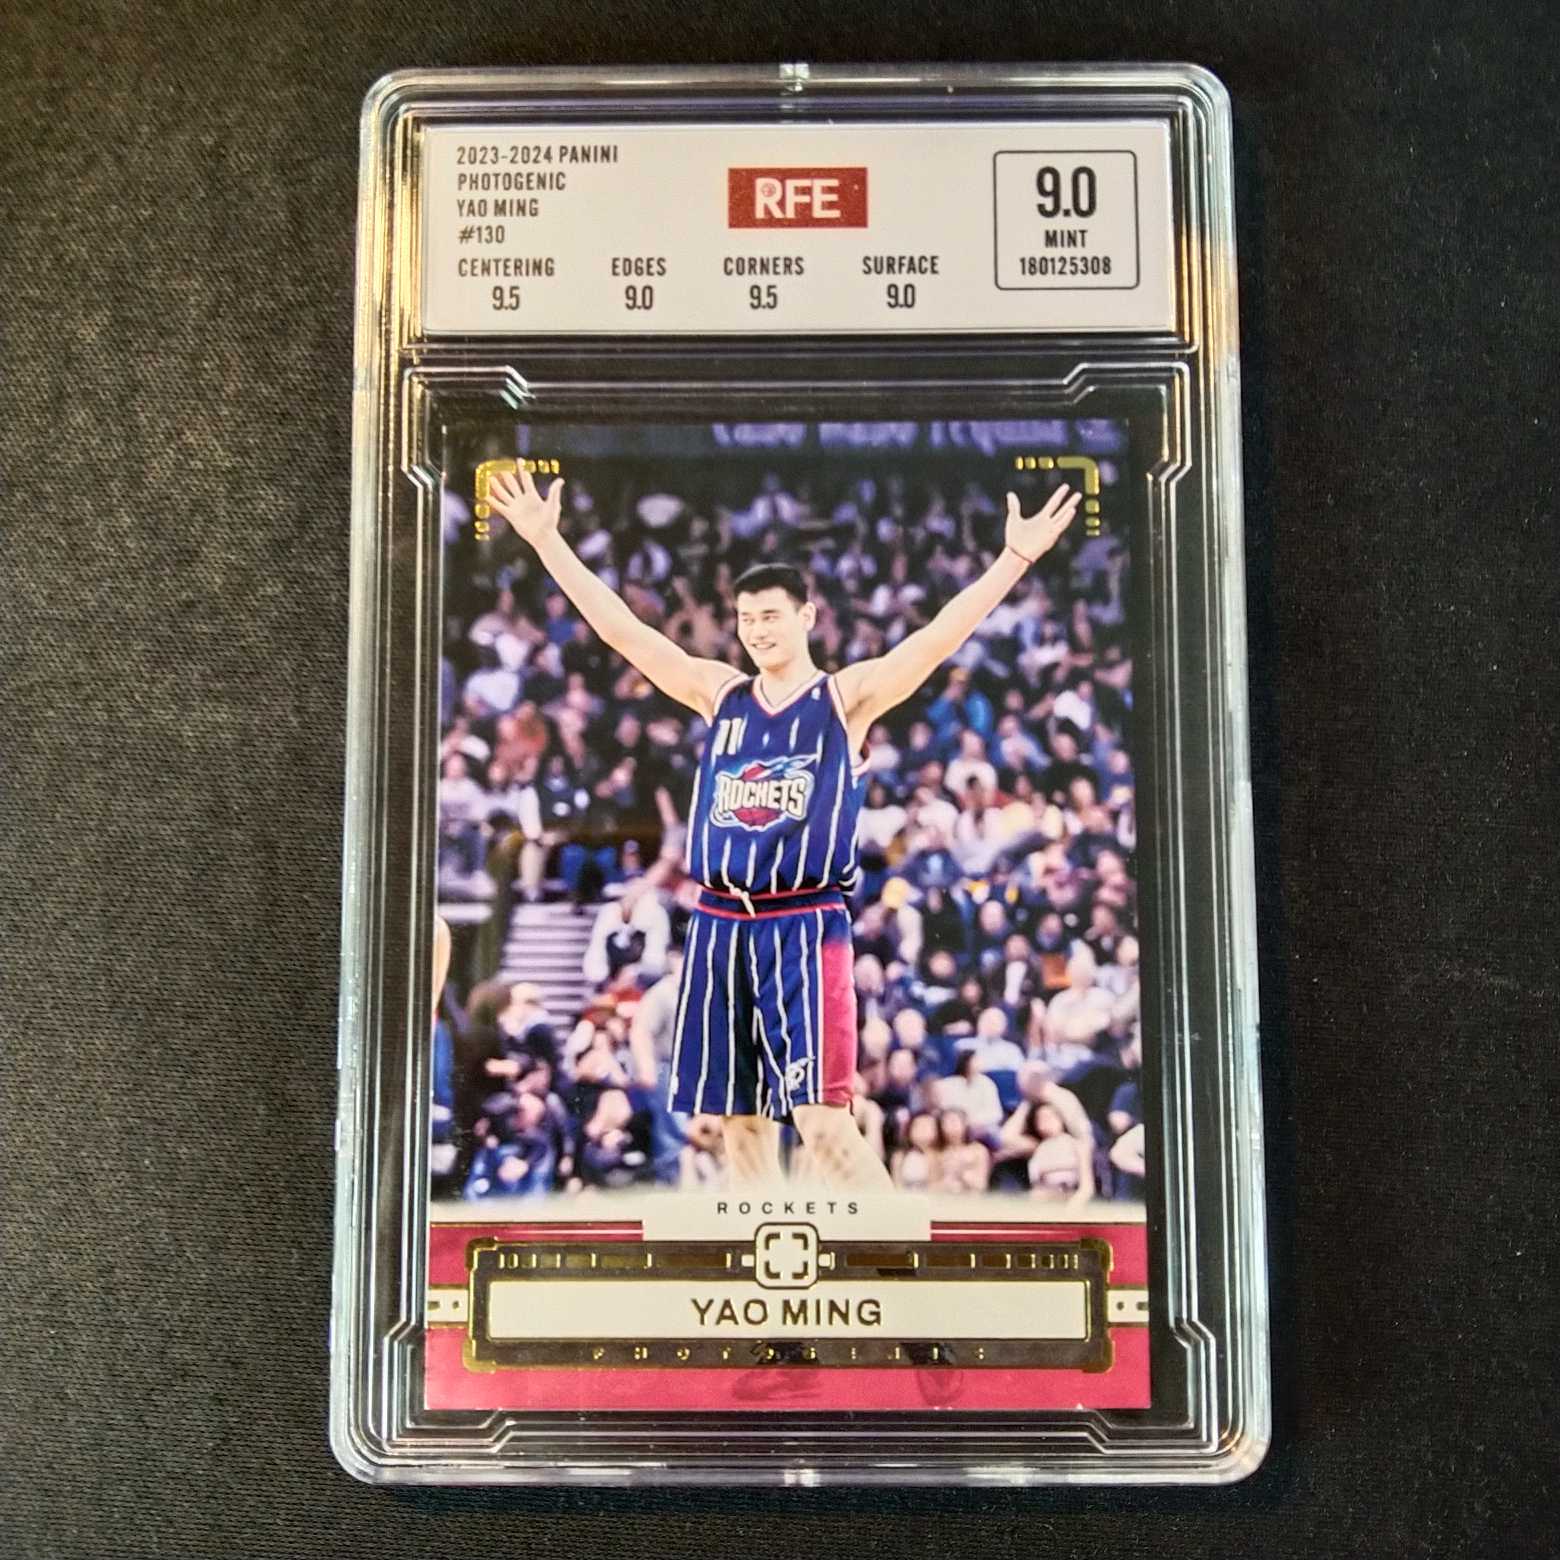 2023-2024 PANINI
PHOTOGENIC
YAO MING
#130
RFE
9.0
MINT
180125308
CENTERING EDGES CORNERS SURFACE
9.5 9.0 9.5 9.0
11
ROCKETS
ROCKETS
YAO MING
PHOTOGENIC